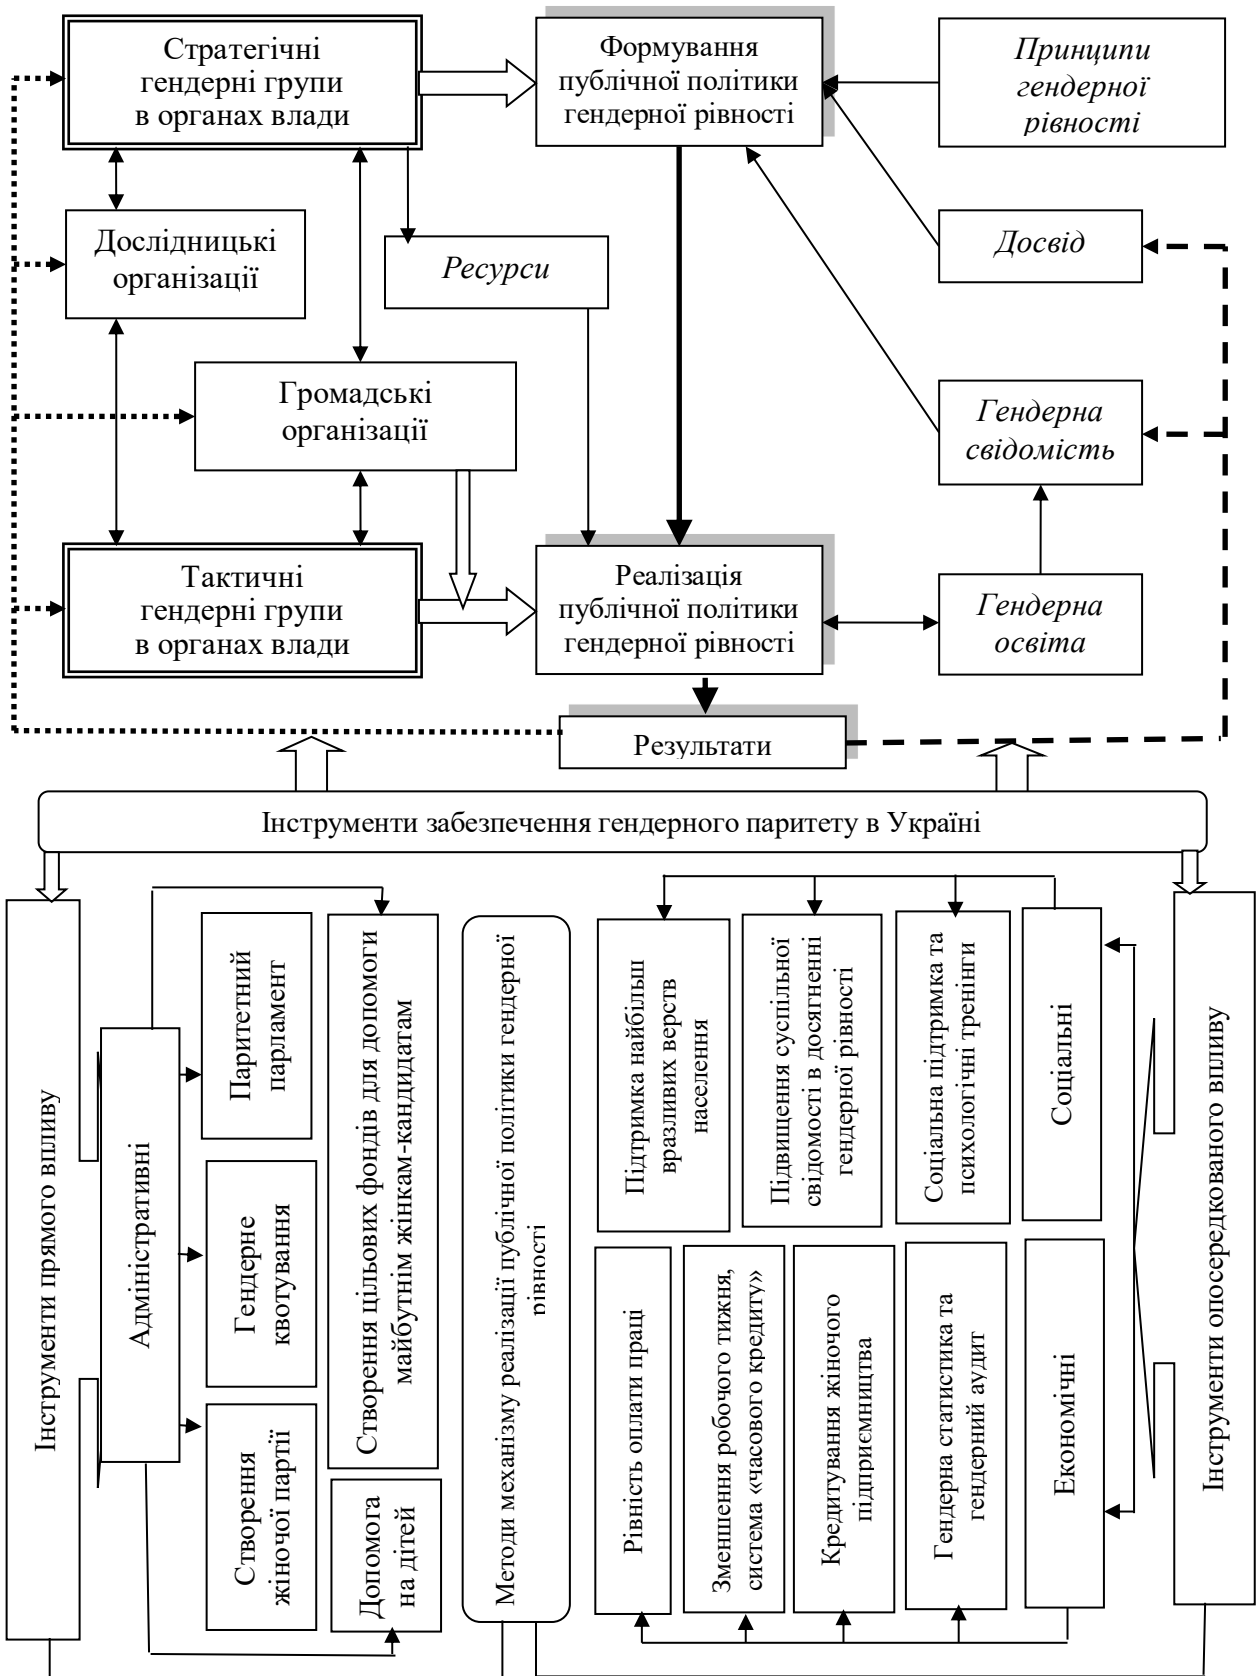 Стратегічні
гендерні групи
в органах влади
Формування
публічної політики
гендерної рівності
Принципи
гендерної
рівності
Дослідницькі
організації
Ресурси
Досвід
Громадські
організації
Гендерна
свідомість
Тактичні
гендерні групи
в органах влади
Реалізація
публічної політики
гендерної рівності
Гендерна
освіта
Результати
Інструменти забезпечення гендерного паритету в Україні
Інструменти прямого впливу
Адміністративні
Паритетний
парламент
Гендерне
квотування
Створення
жіночої партії
Створення цільових фондів для допомоги
майбутнім жінкам-кандидатам
Допомога
на дітей
Методи механізму реалізації публічної політики гендерної
рівності
Підтримка найбільш
вразливих верств
населення
Підвищення суспільної
свідомості в досягненні
гендерної рівності
Соціальна підтримка та
психологічні тренінги
Соціальні
Рівність оплати праці
Зменшення робочого тижня,
система «часового кредиту»
Кредитування жіночого
підприємництва
Гендерна статистика та
гендерний аудит
Економічні
Інструменти опосередкованого впливу